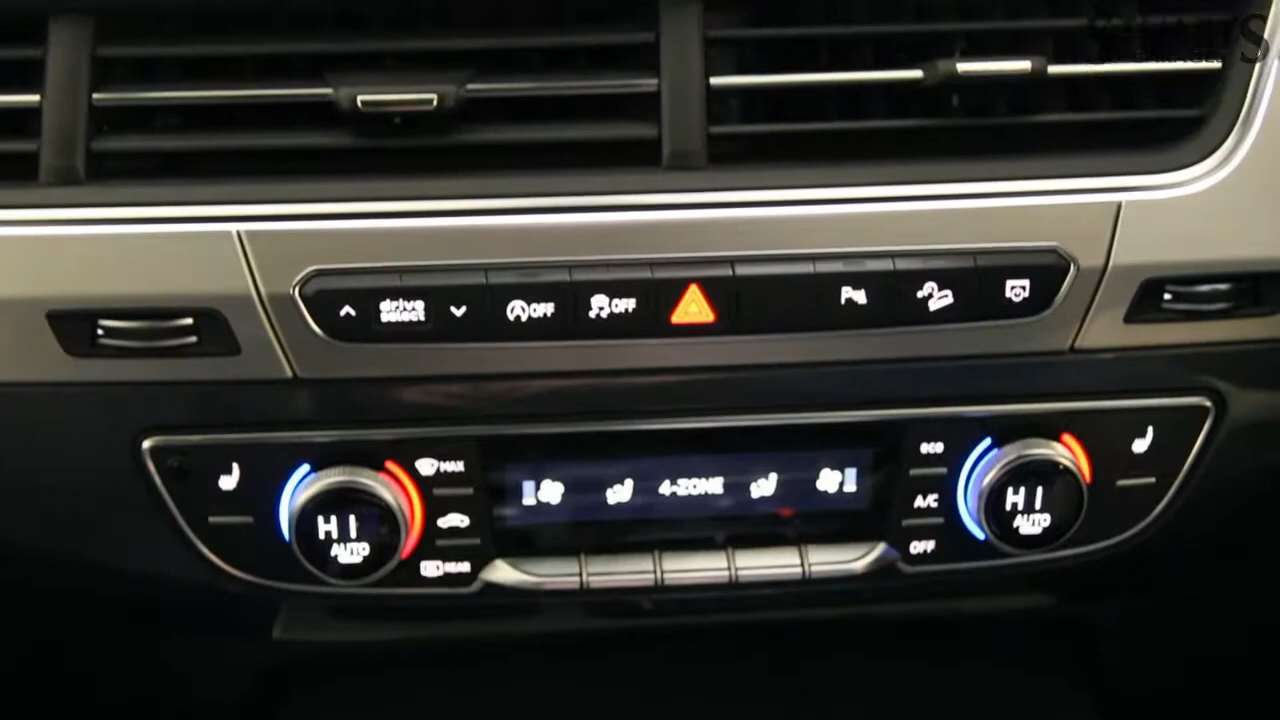 drive
select
OFF
OFF
MAX
REAR
HI
AUTO
4-ZONE
eco
A/C
OFF
HI
AUTO